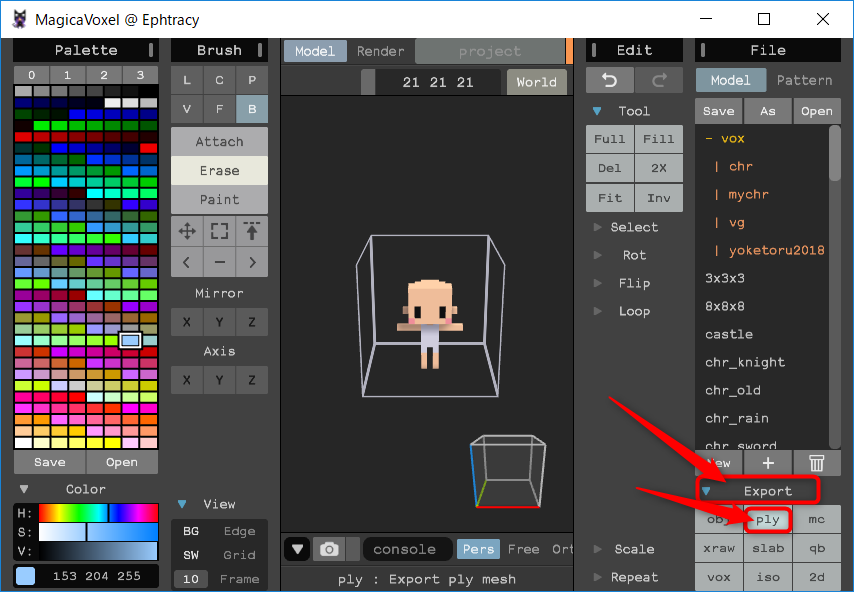 MagicaVoxel @ Ephtracy
Palette
0 1 2 3
Save Open
Color
H:
S:
V:
153 204 255
Brush
L C P
V F B
Attach
Erase
Paint
Mirror
X Y Z
Axis
X Y Z
View
BG Edge
SW Grid
10 Frame
Model Render project
21 21 21 World
console Pers Free Ort
ply : Export ply mesh
Edit
Tool
Full Fill
Del 2X
Fit Inv
Select
Rot
Flip
Loop
Scale
Repeat
File
Model Pattern
Save As Open
- vox
| chr
| mychr
| vg
| yoketoru2018
3x3x3
8x8x8
castle
chr_knight
chr_old
chr_rain
chr_sword
+
Export
ply mc
xraw slab qb
vox iso 2d